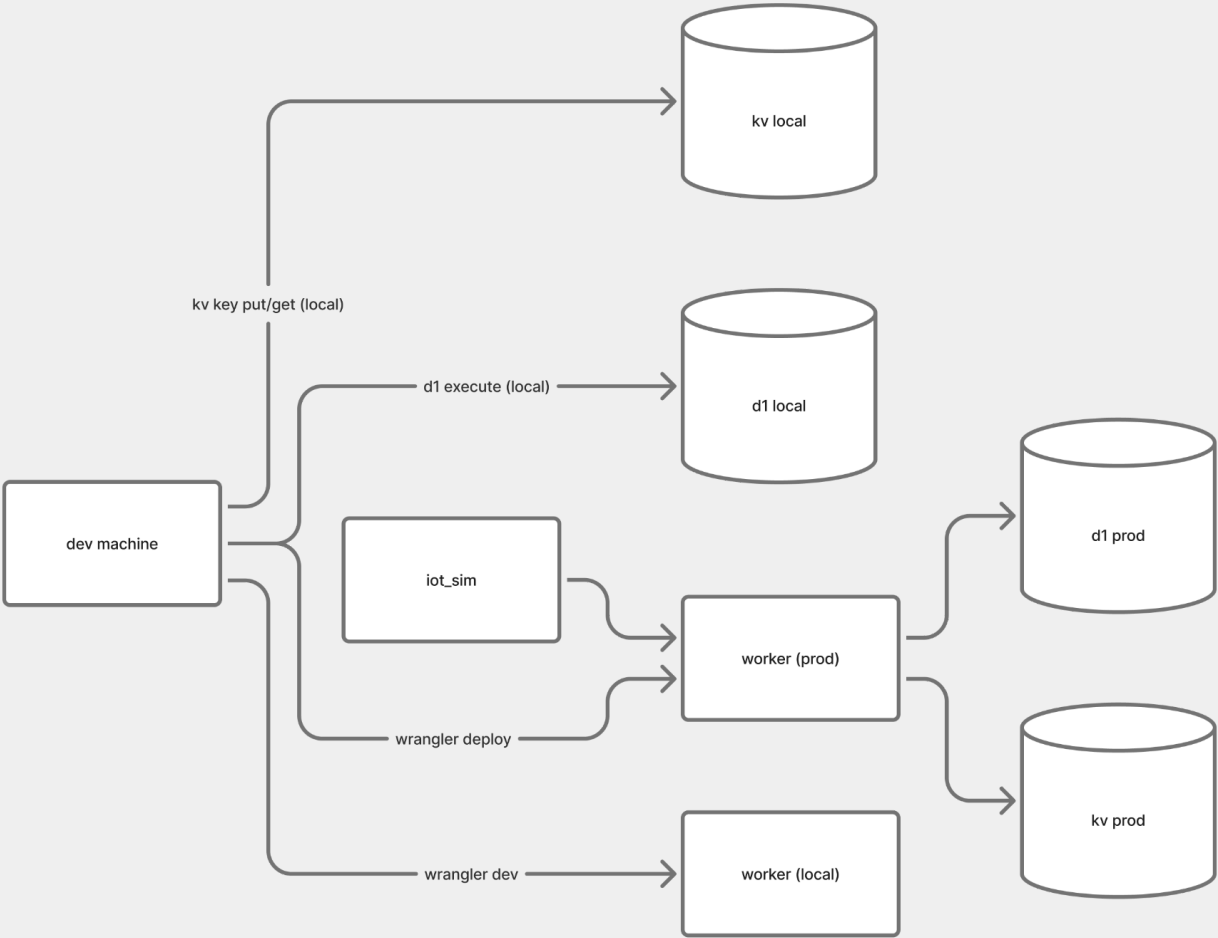 kv local
kv key put/get (local)
d1 execute (local)
d1 local
dev machine
iot_sim
d1 prod
worker (prod)
wrangler deploy
kv prod
wrangler dev
worker (local)